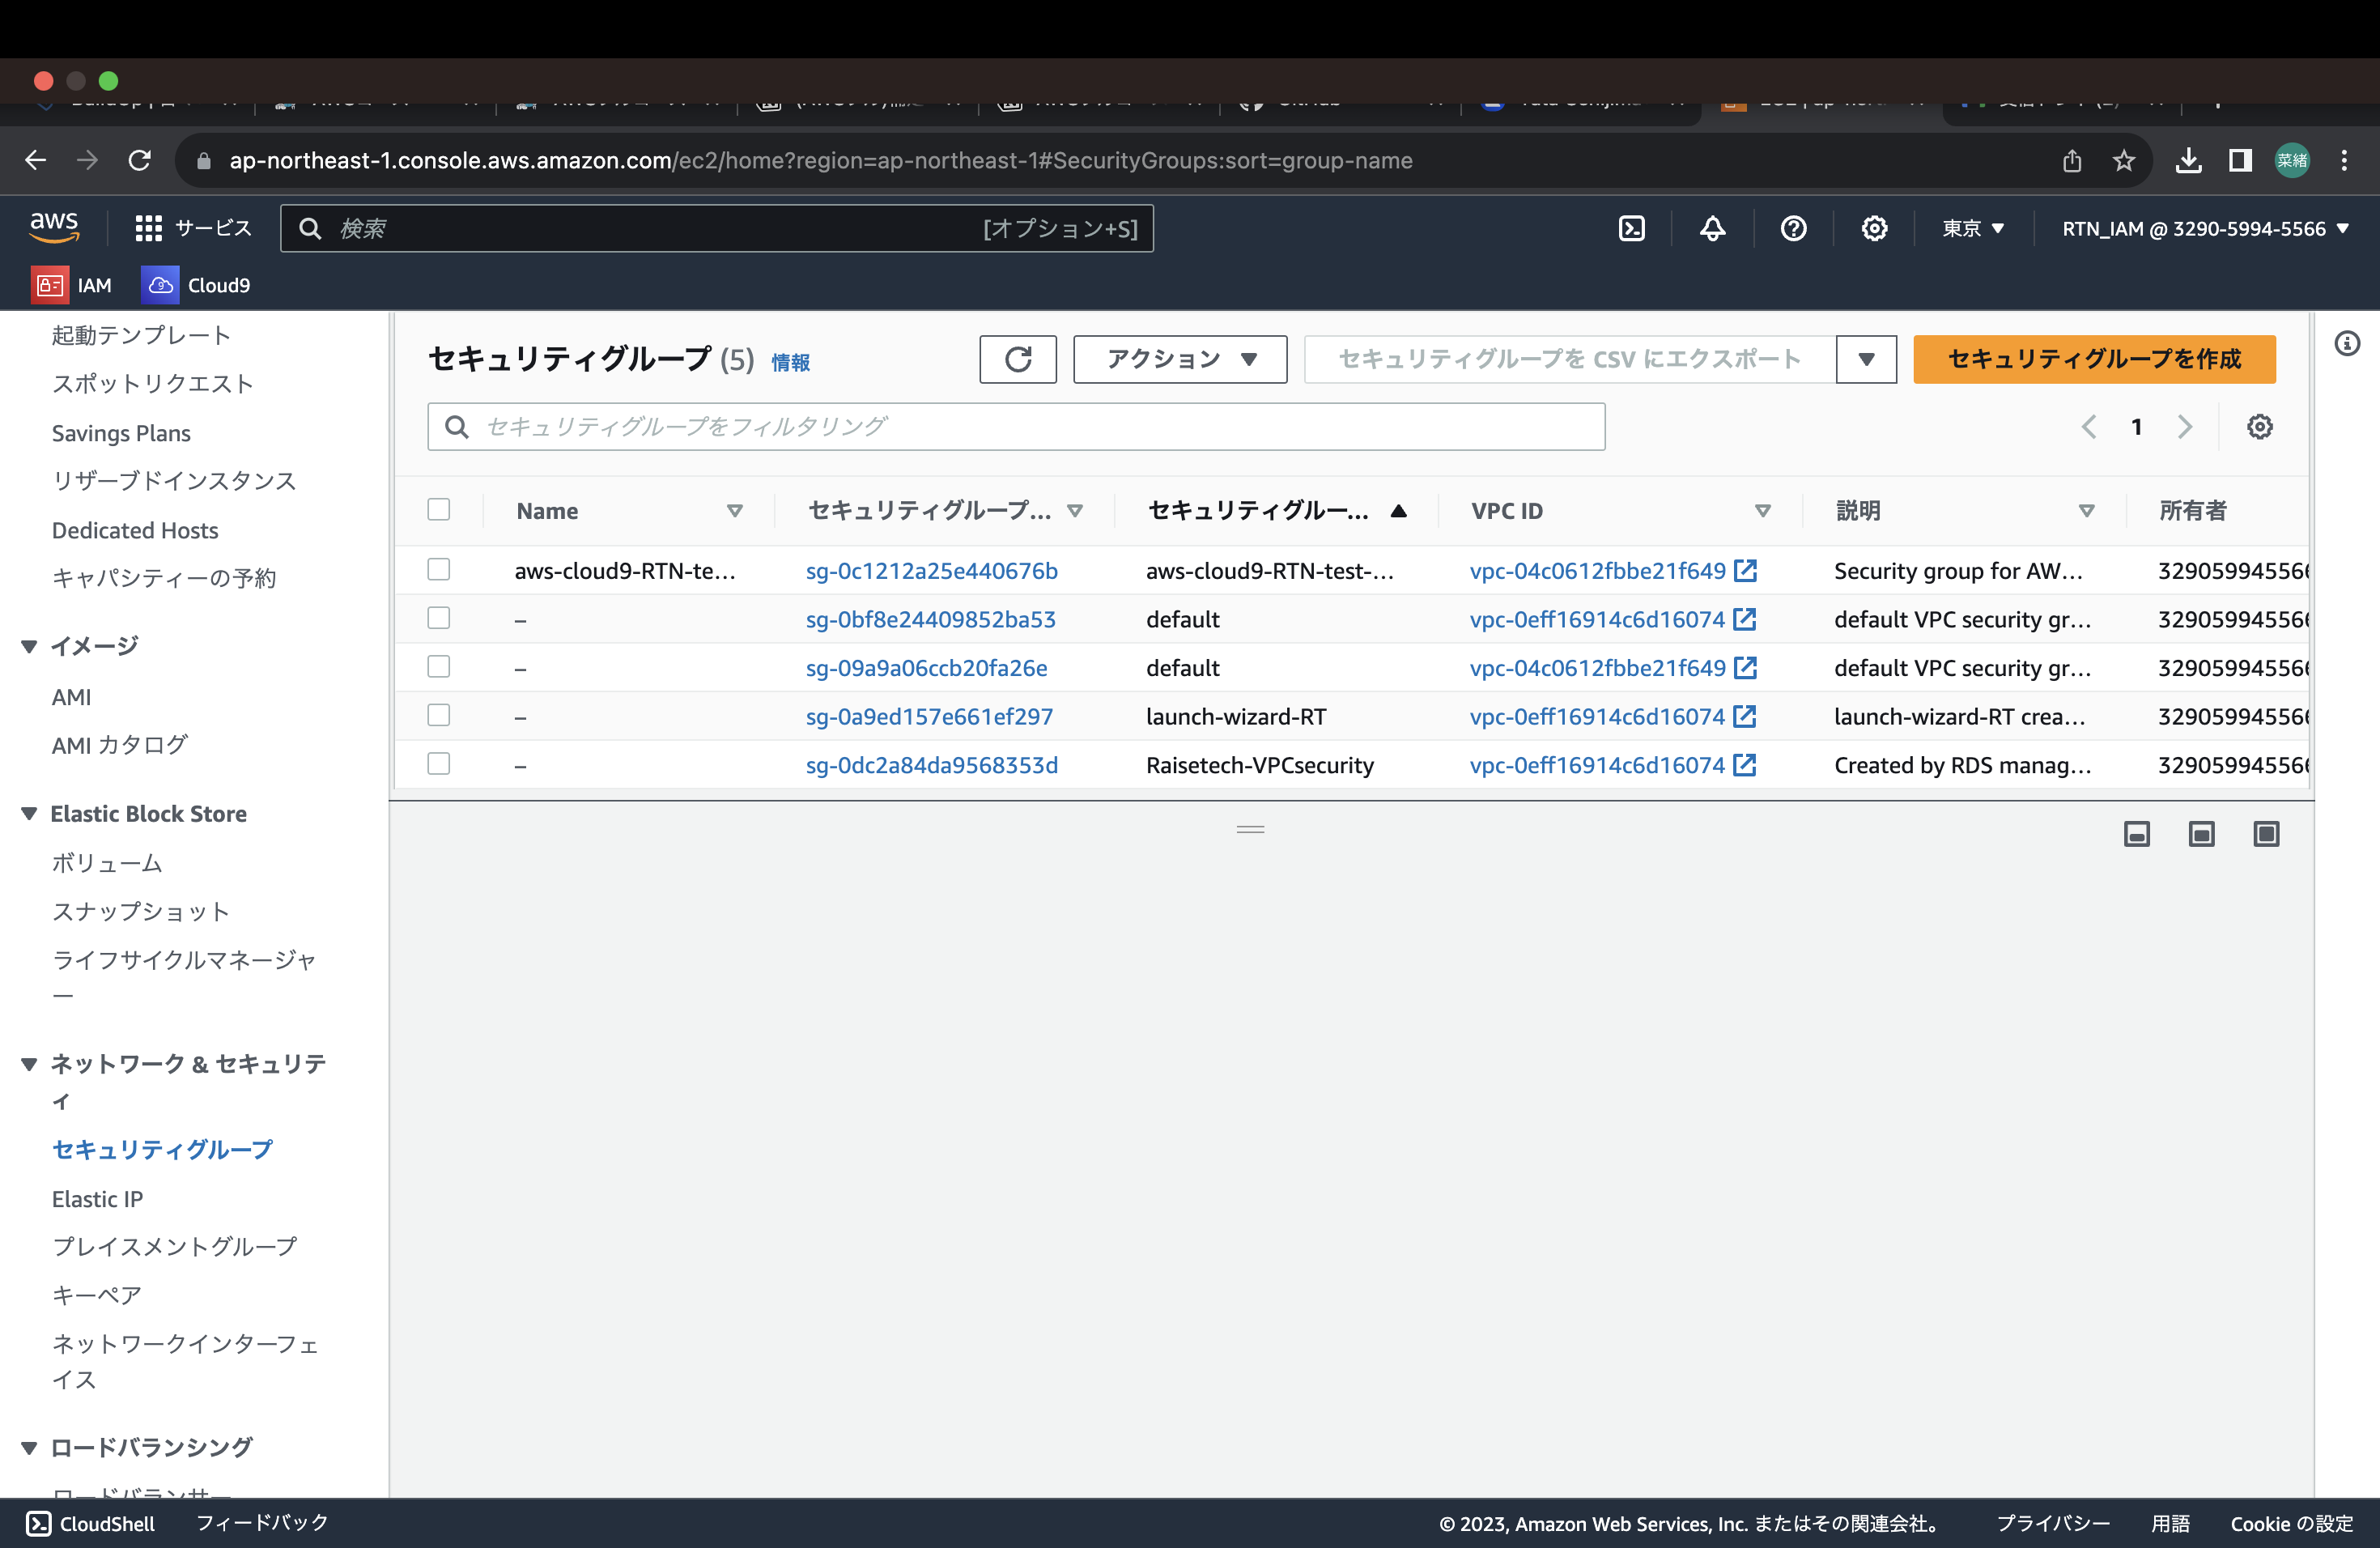 ap-northeast-1.console.aws.amazon.com/ec2/home?region=ap-northeast-1#SecurityGroups:sort=group-name
菜緒
aws
サービス
検索
[オプション+S]
東京
RTN_IAM @ 3290-5994-5566
IAM
Cloud9
起動テンプレート
スポットリクエスト
Savings Plans
リザーブドインスタンス
Dedicated Hosts
キャパシティーの予約
イメージ
AMI
AMI カタログ
Elastic Block Store
ボリューム
スナップショット
ライフサイクルマネージャ
ー
ネットワーク & セキュリテ
ィ
セキュリティグループ
Elastic IP
プレイスメントグループ
キーペア
ネットワークインターフェ
イス
ロードバランシング
ロードバランサー
セキュリティグループ (5) 情報
アクション
セキュリティグループを CSV にエクスポート
セキュリティグループを作成
セキュリティグループをフィルタリング
1
Name セキュリティグループ... セキュリティグルー... VPC ID 説明 所有者
aws-cloud9-RTN-te... sg-0c1212a25e440676b aws-cloud9-RTN-test-... vpc-04c0612fbbe21f649 Security group for AW... 329059945566
– sg-0bf8e24409852ba53 default vpc-0eff16914c6d16074 default VPC security gr... 329059945566
– sg-09a9a06ccb20fa26e default vpc-04c0612fbbe21f649 default VPC security gr... 329059945566
– sg-0a9ed157e661ef297 launch-wizard-RT vpc-0eff16914c6d16074 launch-wizard-RT crea... 329059945566
– sg-0dc2a84da9568353d Raisetech-VPCsecurity vpc-0eff16914c6d16074 Created by RDS manag... 329059945566
CloudShell
フィードバック
© 2023, Amazon Web Services, Inc. またはその関連会社。
プライバシー
用語
Cookie の設定